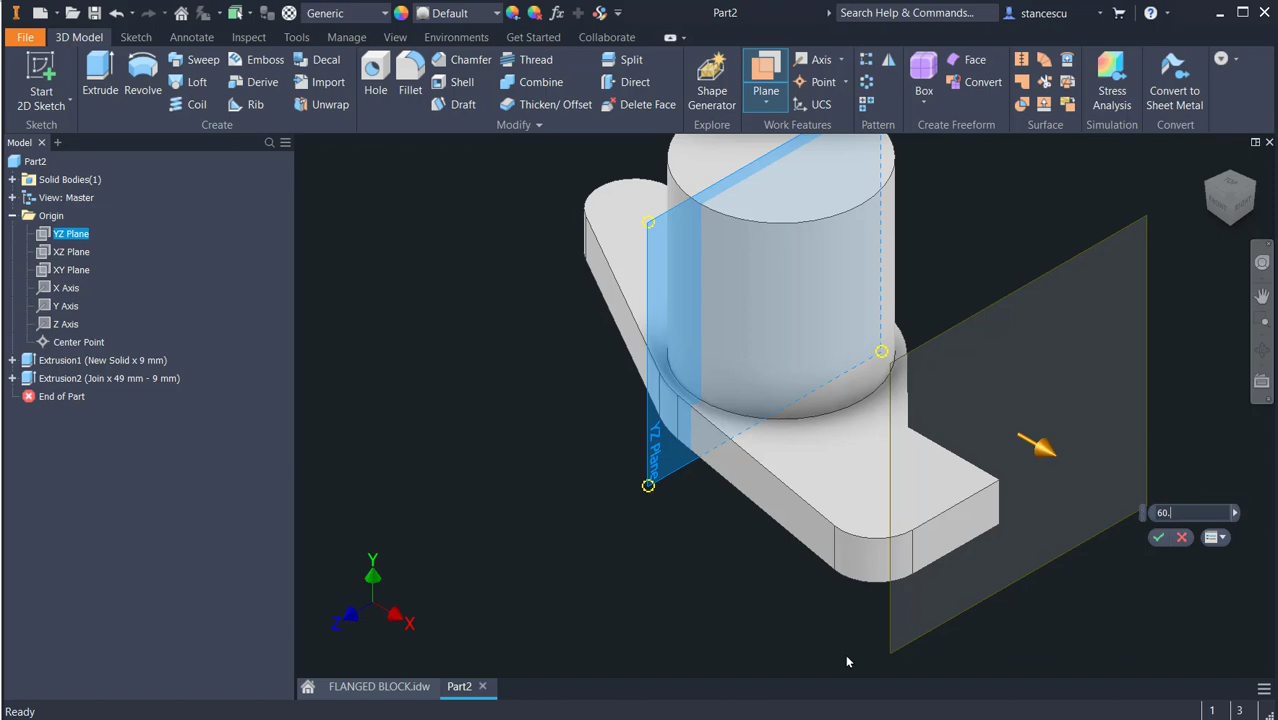 Generic
Default
Part2
Search Help & Commands...
stancescu
File
3D Model
Sketch
Annotate
Inspect
Tools
Manage
View
Environments
Get Started
Collaborate
Start
2D Sketch
Sketch
Extrude
Revolve
Sweep
Loft
Coil
Emboss
Derive
Rib
Decal
Import
Unwrap
Create
Hole
Fillet
Chamfer
Shell
Draft
Thread
Combine
Thicken/ Offset
Split
Direct
Delete Face
Modify
Shape
Generator
Explore
Plane
Axis
Point
UCS
Work Features
Pattern
Box
Face
Convert
Create Freeform
Surface
Stress
Analysis
Simulation
Convert to
Sheet Metal
Convert
Model
Part2
Solid Bodies(1)
View: Master
Origin
YZ Plane
XZ Plane
XY Plane
X Axis
Y Axis
Z Axis
Center Point
Extrusion1 (New Solid x 9 mm)
Extrusion2 (Join x 49 mm - 9 mm)
End of Part
YZ Plane
60.
Y
Z
X
FLANGED BLOCK.idw
Part2
Ready
1
3